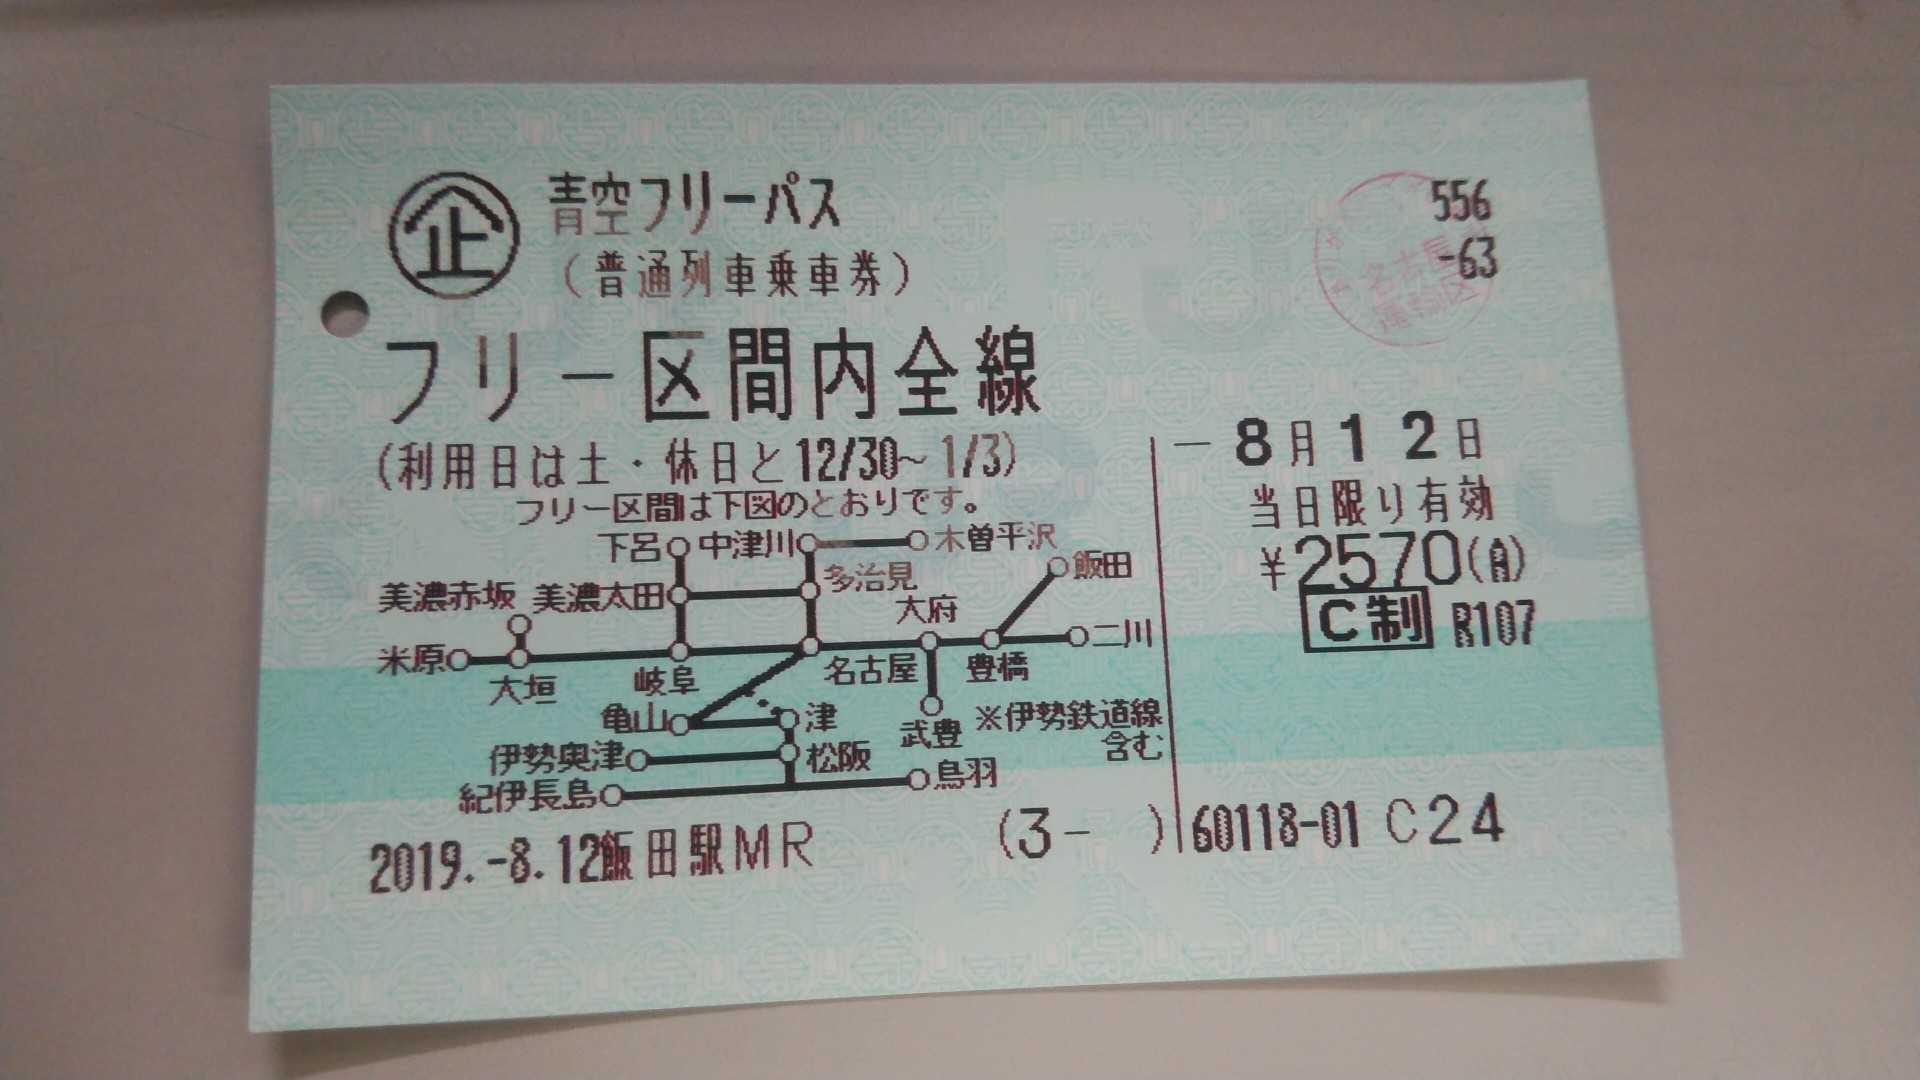 企 青空フリーパス
556
(普通列車乗車券)
-63
名古屋
運輸区
フリー区間内全線
(利用日は土・休日と12/30~1/3)
-8月12日
フリー区間は下図のとおりです。
当日限り有効
下呂 中津川 木曽平沢
飯田
¥2570
美濃赤坂 美濃太田 多治見
大府
C制 R107
米原 二川
大垣 岐阜 名古屋 豊橋
亀山 津 武豊 ※伊勢鉄道線
含む
伊勢奥津 松阪
紀伊長島 鳥羽
2019.-8.12飯田駅MR (3- ) 60118-01 C24